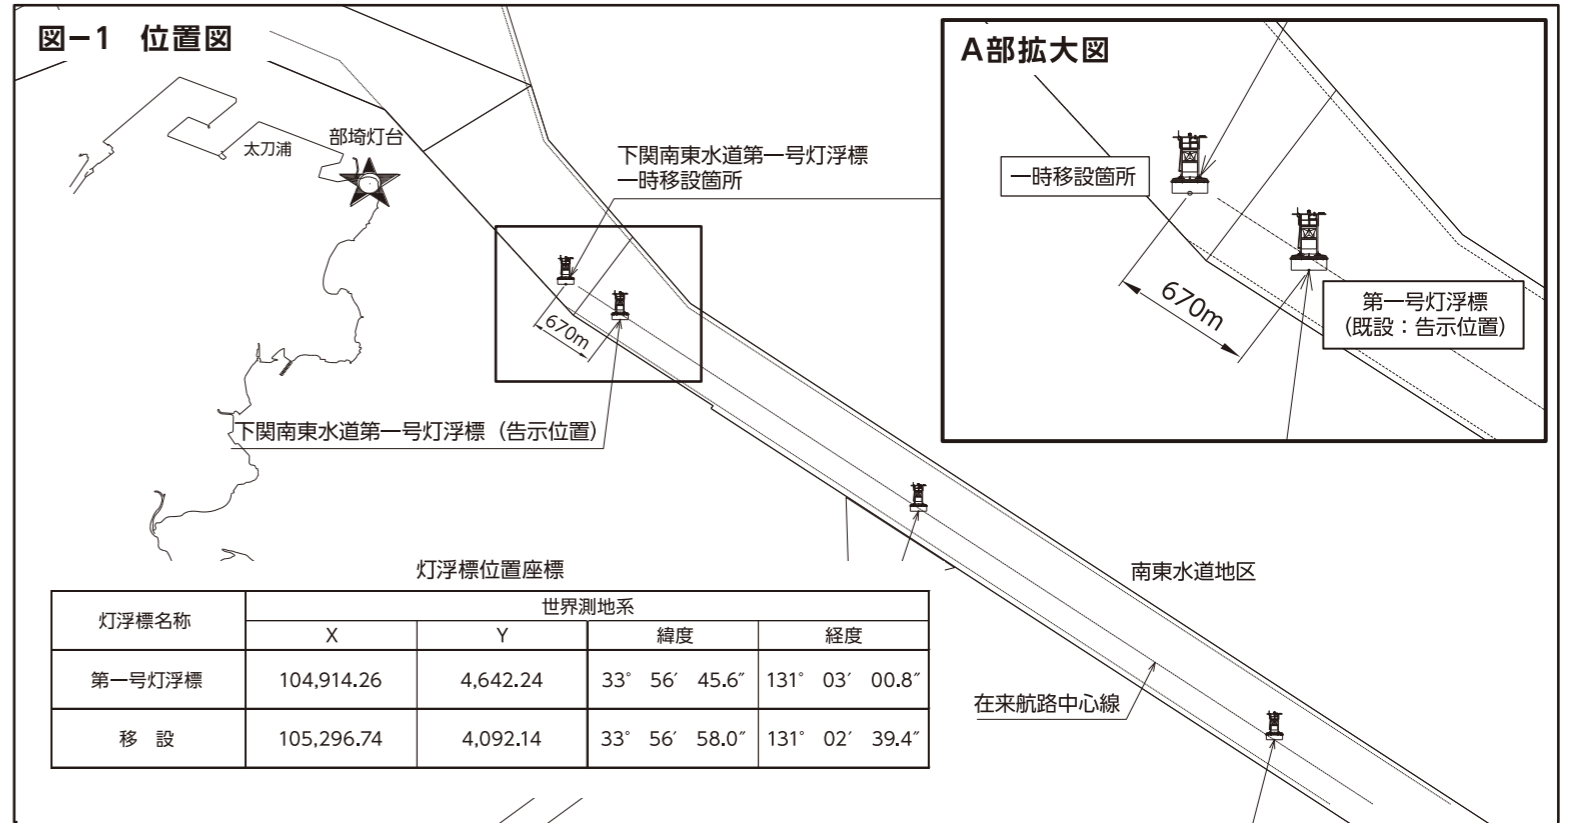 図－1　位置図
太刀浦
部埼灯台
下関南東水道第一号灯浮標
一時移設箇所
670m
下関南東水道第一号灯浮標（告示位置）
A部拡大図
一時移設箇所
670m
第一号灯浮標
（既設：告示位置）
南東水道地区
在来航路中心線
灯浮標位置座標
灯浮標名称 世界測地系
X Y 緯度 経度
第一号灯浮標 104,914.26 4,642.24 33° 56′ 45.6″ 131° 03′ 00.8″
移　設 105,296.74 4,092.14 33° 56′ 58.0″ 131° 02′ 39.4″